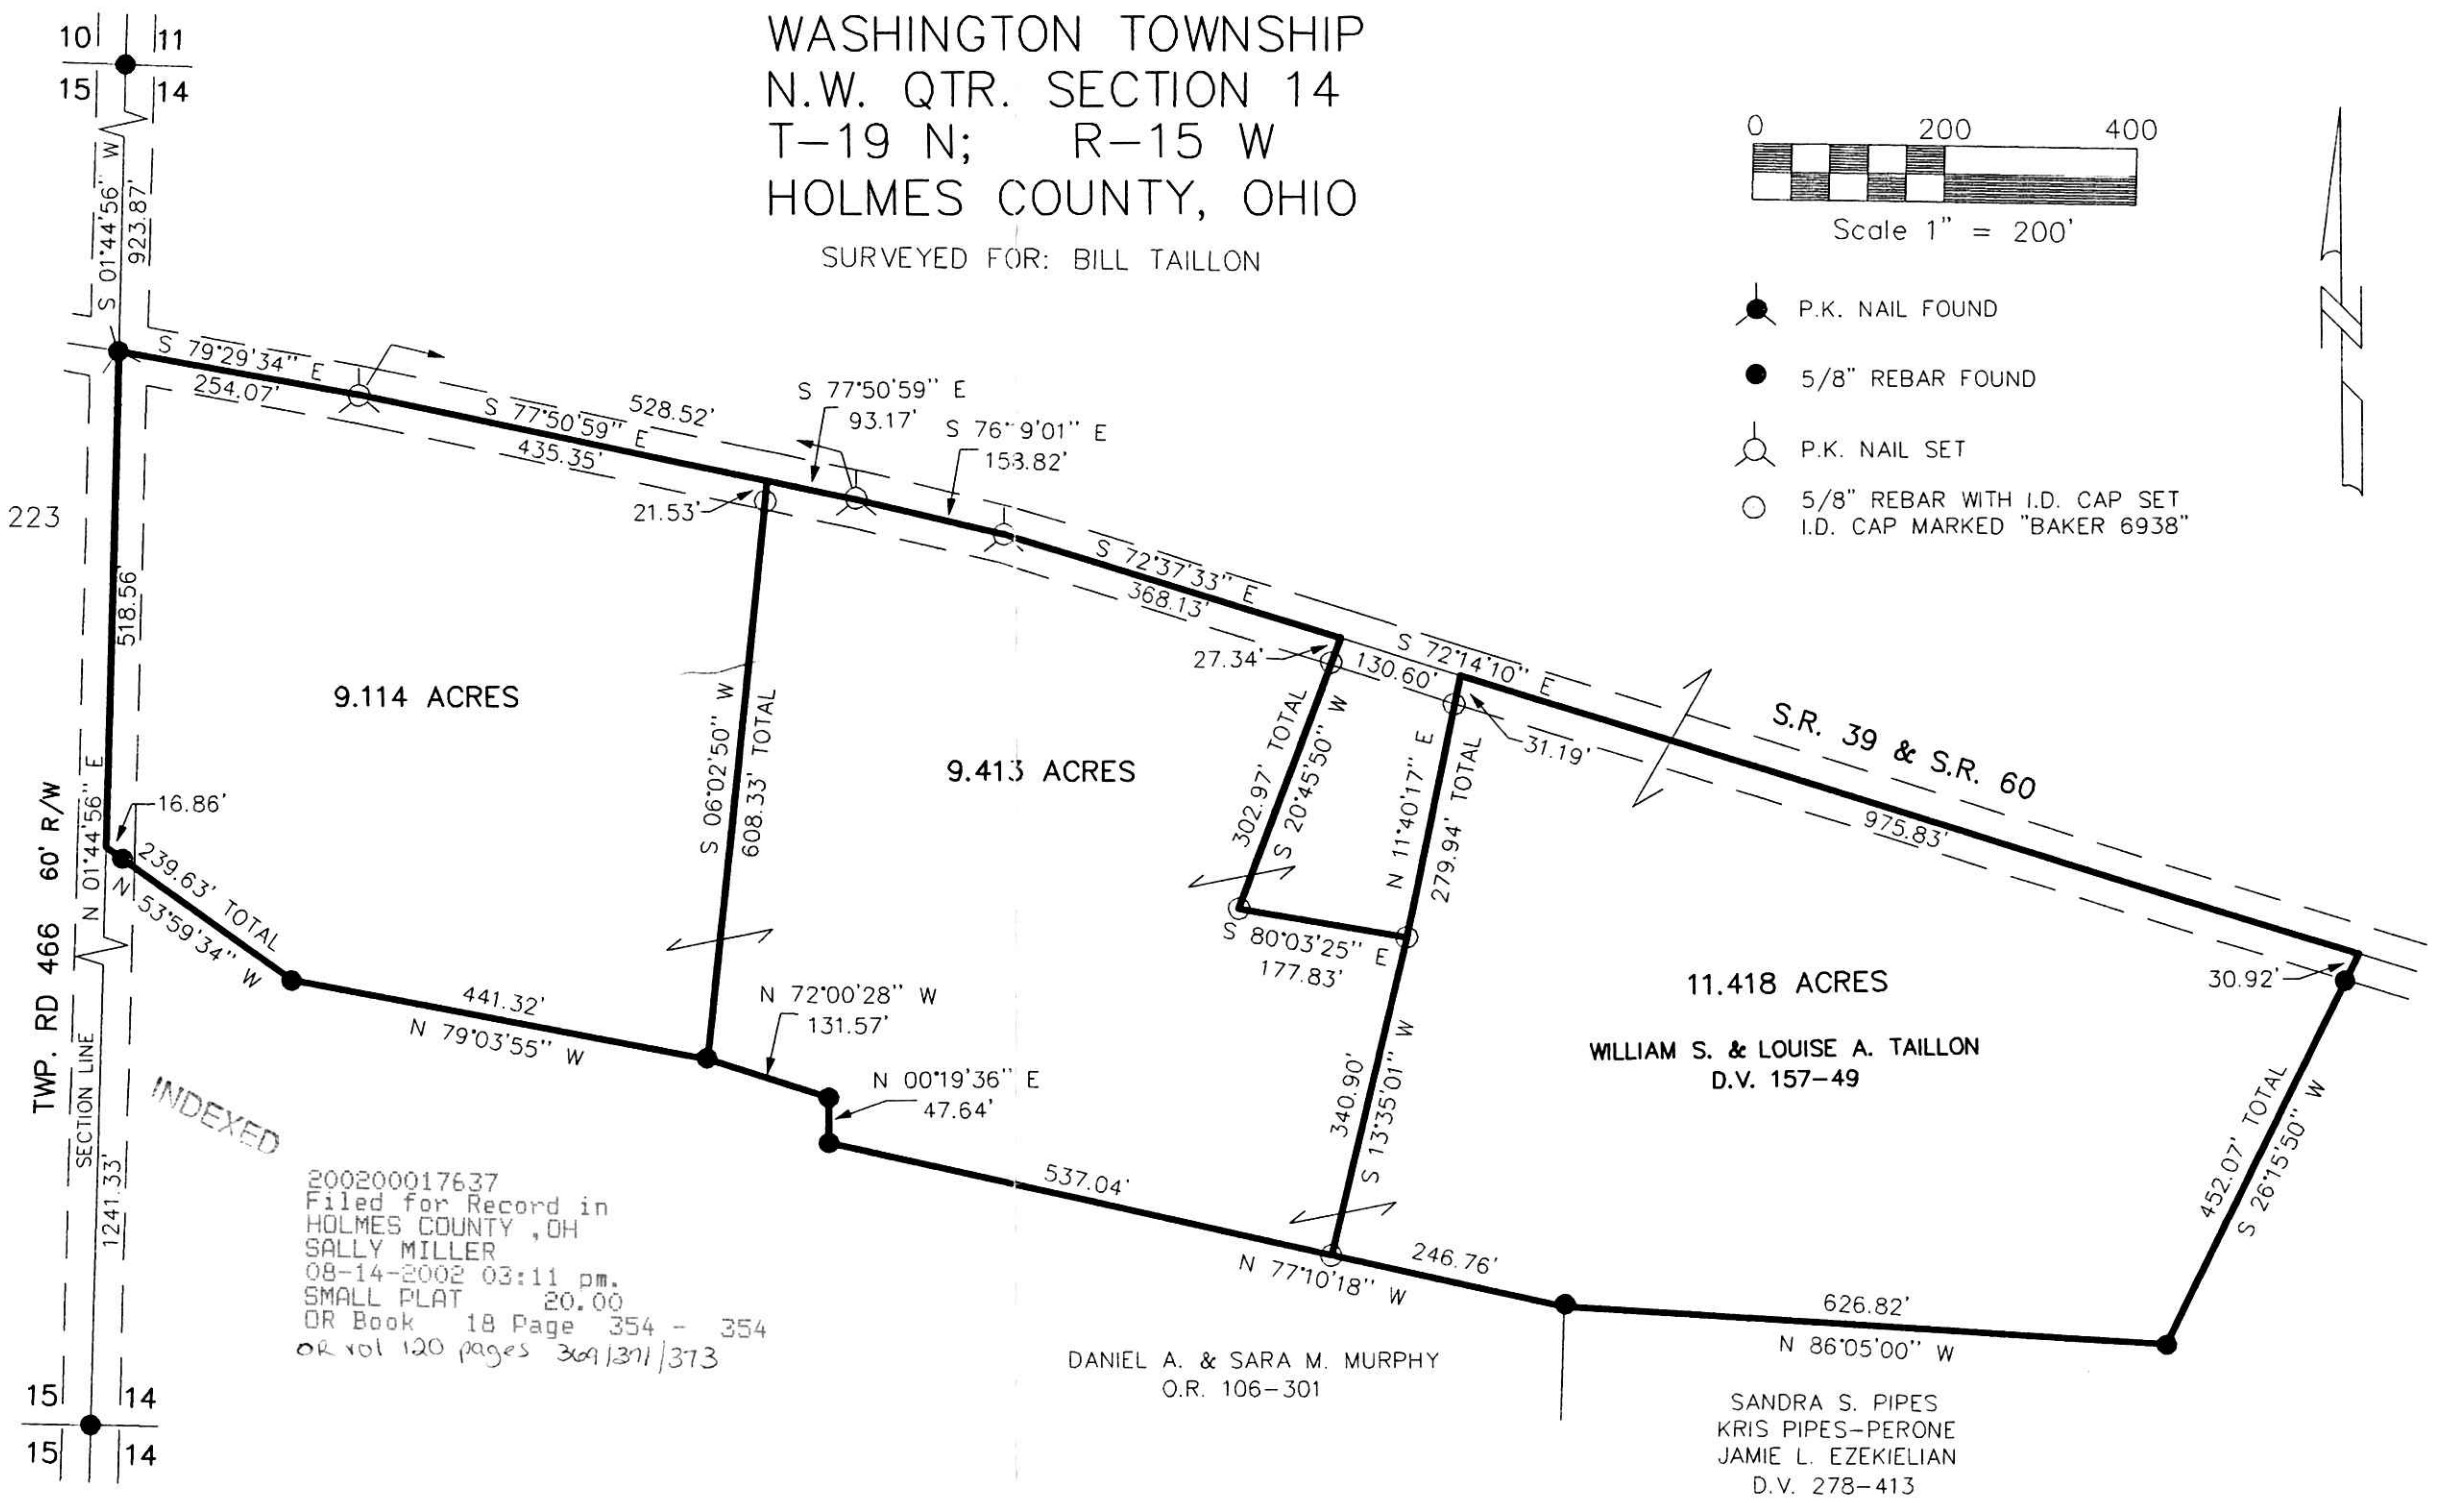 WASHINGTON TOWNSHIP
N.W. QTR. SECTION 14
T-19 N; R-15 W
HOLMES COUNTY, OHIO
SURVEYED FOR: BILL TAILLON
10 11
15 14
S 01°44'56" W
923.87'
0 200 400
Scale 1" = 200'
P.K. NAIL FOUND
5/8" REBAR FOUND
P.K. NAIL SET
5/8" REBAR WITH I.D. CAP SET
I.D. CAP MARKED "BAKER 6938"
S 79°29'34" E
254.07'
S 77°50'59" E
528.52'
435.35'
S 77°50'59" E
93.17'
S 76° 9'01" E
153.82'
21.53'
S 72°37'33" E
368.13'
27.34'
S 72°14'10" E
130.60'
31.19'
S.R. 39 & S.R. 60
975.83'
30.92'
223
518.56'
N 01°44'56" E
16.86'
239.63' TOTAL
N 53°59'34" W
9.114 ACRES
S 06°02'50" W
608.33' TOTAL
9.413 ACRES
302.97' TOTAL
S 20°45'50" W
N 11°40'17" E
279.94' TOTAL
S 80°03'25" E
177.83'
11.418 ACRES
WILLIAM S. & LOUISE A. TAILLON
D.V. 157-49
340.90'
S 13°35'01" W
452.07' TOTAL
S 26°15'50" W
441.32'
N 79°03'55" W
N 72°00'28" W
131.57'
N 00°19'36" E
47.64'
537.04'
N 77°10'18" W
246.76'
626.82'
N 86°05'00" W
TWP. RD 466 60' R/W
SECTION LINE
1241.33'
INDEXED
200200017637
Filed for Record in
HOLMES COUNTY ,OH
SALLY MILLER
08-14-2002 03:11 pm.
SMALL PLAT 20.00
OR Book 18 Page 354 - 354
OR vol 120 pages 369/371/373
DANIEL A. & SARA M. MURPHY
O.R. 106-301
SANDRA S. PIPES
KRIS PIPES-PERONE
JAMIE L. EZEKIELIAN
D.V. 278-413
15 14
15 14
N